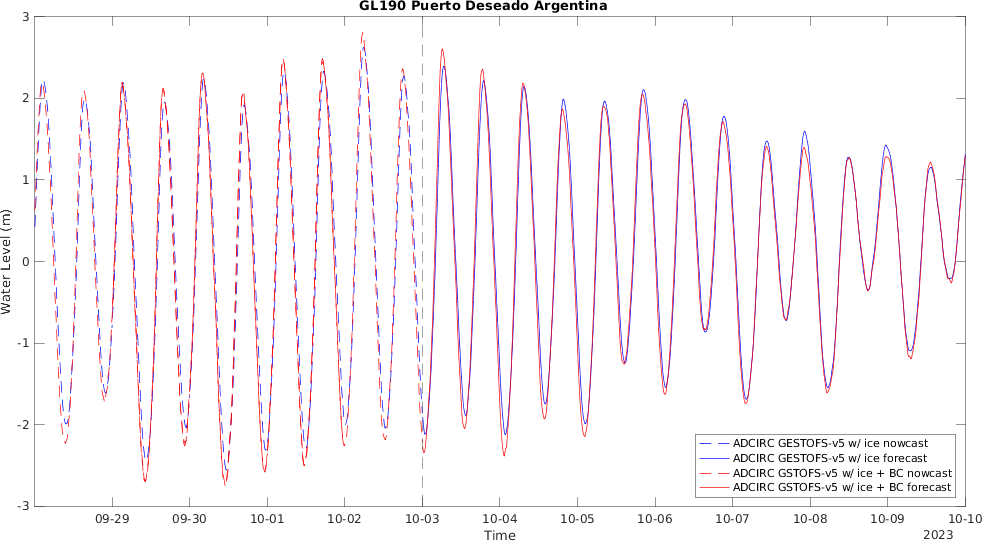 GL190 Puerto Deseado Argentina
3
2
1
0
-1
-2
-3
Water Level (m)
ADCIRC GESTOFS-v5 w/ ice nowcast
ADCIRC GESTOFS-v5 w/ ice forecast
ADCIRC GSTOFS-v5 w/ ice + BC nowcast
ADCIRC GSTOFS-v5 w/ ice + BC forecast
09-29 09-30 10-01 10-02 10-03 10-04 10-05 10-06 10-07 10-08 10-09 10-10
Time
2023